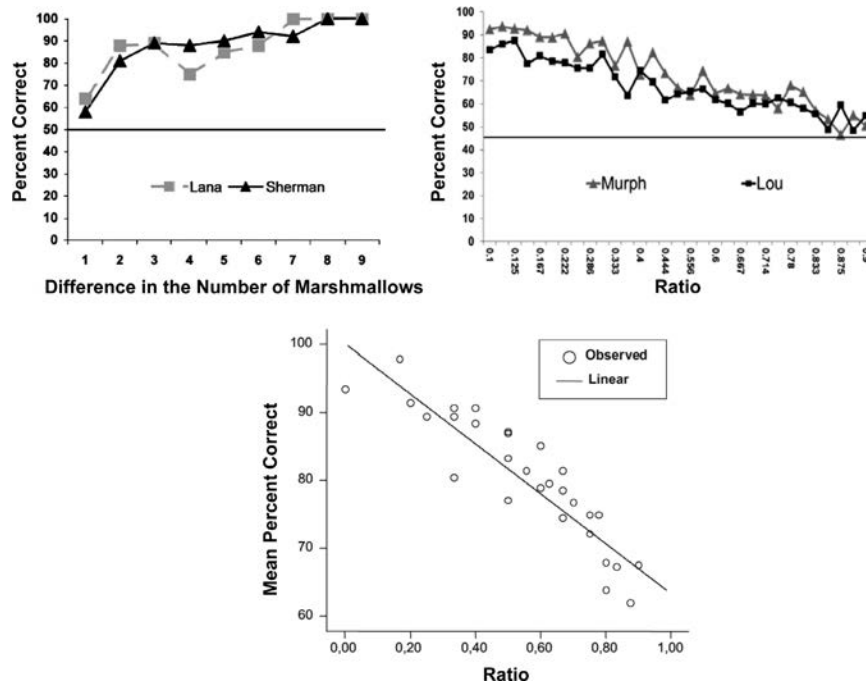 Percent Correct
100
90
80
70
60
50
40
30
20
10
0
Lana
Sherman
1 2 3 4 5 6 7 8 9
Difference in the Number of Marshmallows
Percent Correct
100
90
80
70
60
50
40
30
20
10
0
Murph
Lou
0.1 0.125 0.167 0.222 0.286 0.333 0.4 0.444 0.556 0.6 0.667 0.714 0.78 0.833 0.875
Ratio
Mean Percent Correct
100
90
80
70
60
Observed
Linear
0,00 0,20 0,40 0,60 0,80 1,00
Ratio